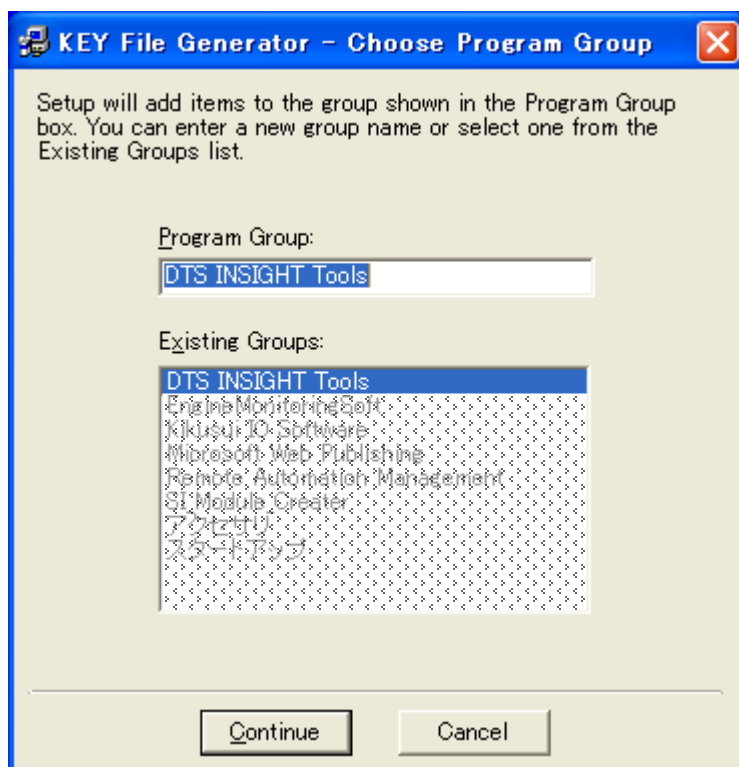 KEY File Generator - Choose Program Group
Setup will add items to the group shown in the Program Group
box. You can enter a new group name or select one from the
Existing Groups list.
Program Group:
DTS INSIGHT Tools
Existing Groups:
DTS INSIGHT Tools
EngineMonitoringSoft
Kikusui IO Software
Microsoft Web Publishing
Remote Automation Management
SI Module Creater
アクセサリ
スタートアップ
Continue
Cancel